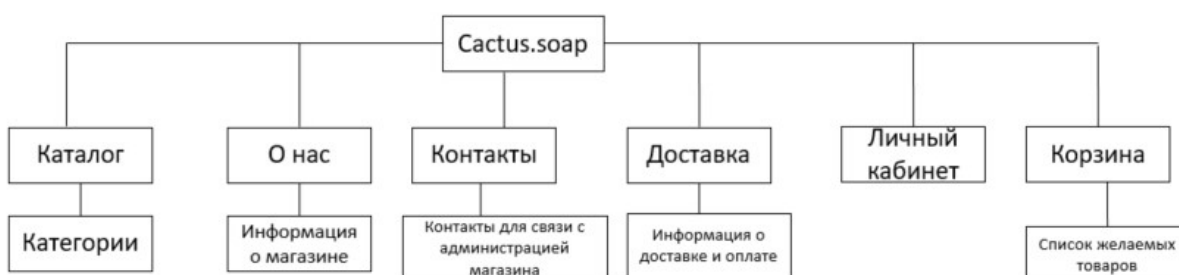 Cactus.soap
Каталог
О нас
Контакты
Доставка
Личный
кабинет
Корзина
Категории
Информация
о магазине
Контакты для связи с
администрацией
магазина
Информация о
доставке и оплате
Список желаемых
товаров